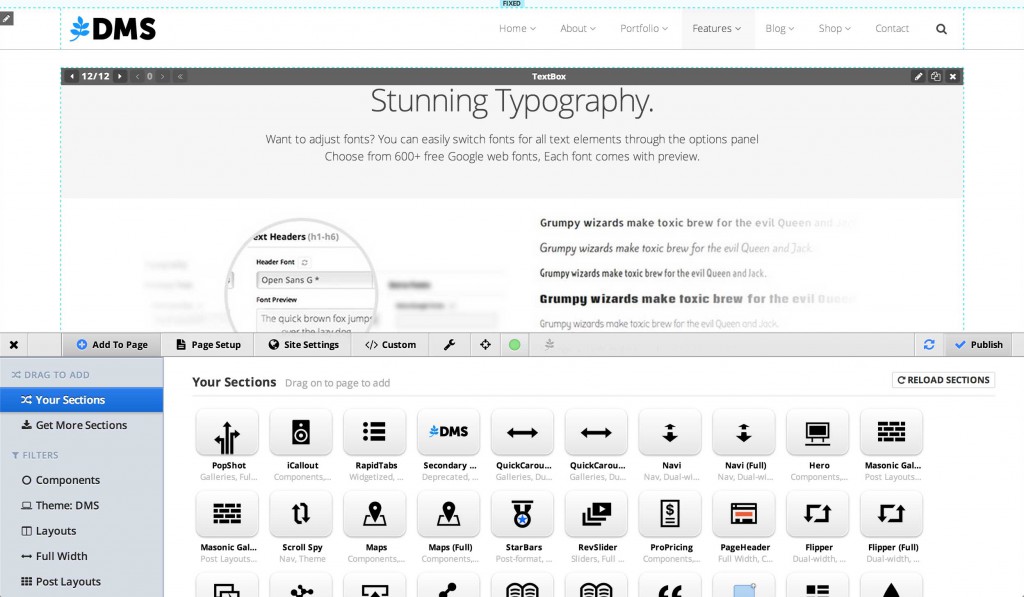 FIXED
DMS
Home About Portfolio Features Blog Shop Contact
12/12 0 TextBox
Stunning Typography.
Want to adjust fonts? You can easily switch fonts for all text elements through the options panel
Choose from 600+ free Google web fonts, Each font comes with preview.
ext Headers (h1-h6)
Header Font
Open Sans G *
Font Preview
The quick brown fox jumps
over the lazy dog
Grumpy wizards make toxic brew for the evil Queen and Jack
Grumpy wizards make toxic brew for the evil Queen and Jack
Grumpy wizards make toxic brew for the evil Queen and Jack.
Grumpy wizards make toxic brew for the evil Queen
Grumpy wizards make toxic brew for the evil Queen and Jack.
Add To Page Page Setup Site Settings </> Custom Publish
DRAG TO ADD
Your Sections
Get More Sections
FILTERS
Components
Theme: DMS
Layouts
Full Width
Post Layouts
Your Sections Drag on to page to add RELOAD SECTIONS
DMS
PopShot iCallout RapidTabs Secondary ... QuickCarou... QuickCarou... Navi Navi (Full) Hero Masonic Gal...
Galleries, Ful... Components,... Widgetized, ... Deprecated, ... Galleries, Du... Galleries, Du... Nav, Dual-wi... Nav, Dual-wi... Components,... Post Layouts...
Masonic Gal... Scroll Spy Maps Maps (Full) StarBars RevSlider ProPricing PageHeader Flipper Flipper (Full)
Post Layouts... Nav, Theme Components,... Components,... Post-format, ... Sliders, Full ... Components,... Full Width, C... Dual-width, ... Dual-width, ...